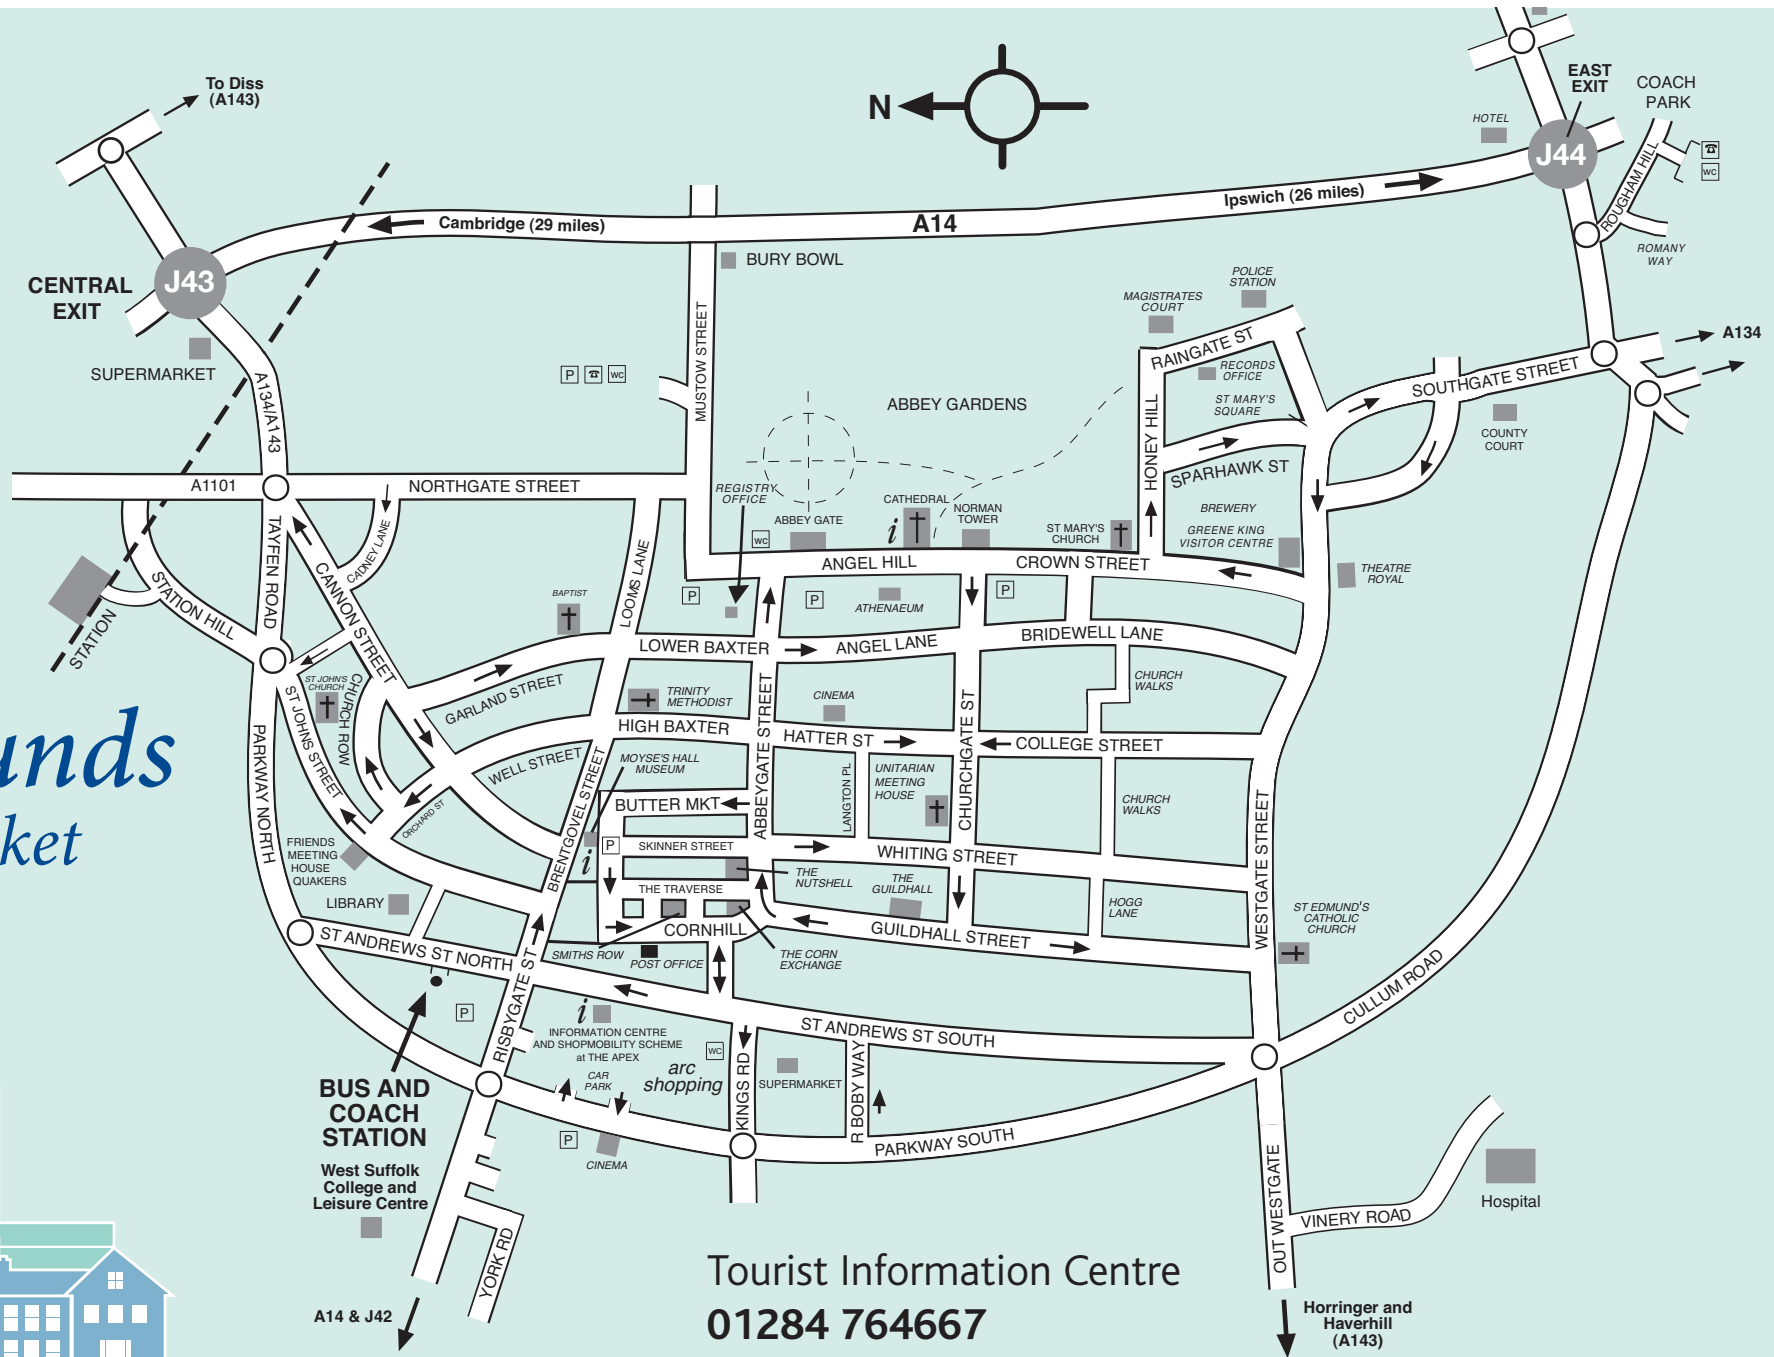 To Diss
(A143)
N
EAST
EXIT
COACH
PARK
HOTEL
J44
WC
ROUGHAM HILL
ROMANY
WAY
Cambridge (29 miles)
A14
Ipswich (26 miles)
CENTRAL
EXIT
J43
SUPERMARKET
A134/A143
BURY BOWL
MUSTOW STREET
P
WC
ABBEY GARDENS
POLICE
STATION
MAGISTRATES
COURT
RAINGATE ST
RECORDS
OFFICE
ST MARY'S
SQUARE
HONEY HILL
SPARHAWK ST
SOUTHGATE STREET
A134
COUNTY
COURT
A1101
NORTHGATE STREET
REGISTRY
OFFICE
ABBEY GATE
WC
i
CATHEDRAL
NORMAN
TOWER
ST MARY'S
CHURCH
BREWERY
GREENE KING
VISITOR CENTRE
THEATRE
ROYAL
ANGEL HILL
CROWN STREET
TAYFEN ROAD
CADNEY LANE
CANNON STREET
STATION HILL
STATION
LOOMS LANE
BAPTIST
P
P
P
ATHENAEUM
LOWER BAXTER
ANGEL LANE
BRIDEWELL LANE
ST JOHN'S
CHURCH
CHURCH ROW
ST JOHNS STREET
GARLAND STREET
TRINITY
METHODIST
CINEMA
CHURCH
WALKS
unds
ket
PARKWAY NORTH
HIGH BAXTER
HATTER ST
COLLEGE STREET
ABBEYGATE STREET
CHURCHGATE ST
WELL STREET
MOYSE'S HALL
MUSEUM
ORCHARD ST
BRENTGOVEL STREET
BUTTER MKT
LANGTON PL
UNITARIAN
MEETING
HOUSE
CHURCH
WALKS
WESTGATE STREET
FRIENDS
MEETING
HOUSE
QUAKERS
i
P
SKINNER STREET
WHITING STREET
THE
NUTSHELL
THE
GUILDHALL
THE TRAVERSE
LIBRARY
HOGG
LANE
ST EDMUND'S
CATHOLIC
CHURCH
CORNHILL
GUILDHALL STREET
ST ANDREWS ST NORTH
SMITHS ROW
POST OFFICE
THE CORN
EXCHANGE
RISBYGATE ST
CULLUM ROAD
P
i
INFORMATION CENTRE
AND SHOPMOBILITY SCHEME
at THE APEX
ST ANDREWS ST SOUTH
WC
arc
shopping
CAR
PARK
KINGS RD
SUPERMARKET
R BOBY WAY
BUS AND
COACH
STATION
P
CINEMA
PARKWAY SOUTH
West Suffolk
College and
Leisure Centre
YORK RD
OUT WESTGATE
VINERY ROAD
Hospital
Tourist Information Centre
01284 764667
A14 & J42
Horringer and
Haverhill
(A143)